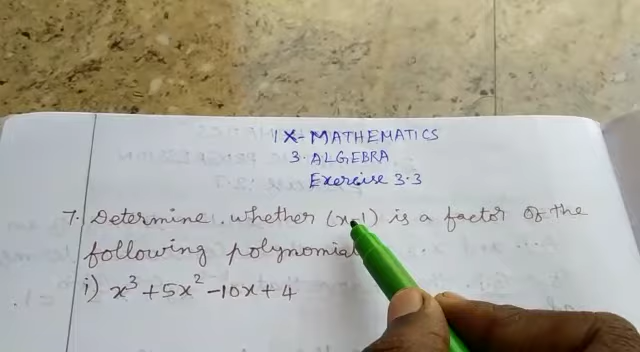 IX-MATHEMATICS
3. ALGEBRA
Exercise 3.3
7. Determine whether (x-1) is a factor of the
following polynomial
i) x³ +5x² -10x+4